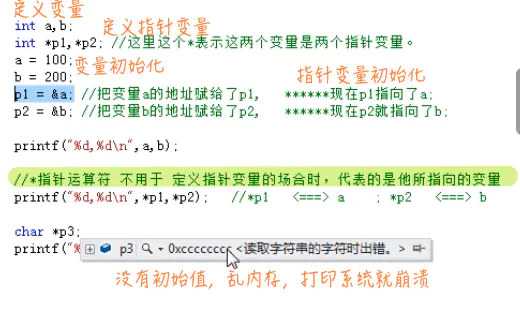 定义变量
int a,b; 定义指针变量
int *p1,*p2; //这里这个*表示这两个变量是两个指针变量。
a = 100; 变量初始化
b = 200; 指针变量初始化
p1 = &a; //把变量a的地址赋给了p1, ******现在p1指向了a;
p2 = &b; //把变量b的地址赋给了p2, ******现在p2就指向了b;
printf("%d,%d\n",a,b);
//*指针运算符 不用于 定义指针变量的场合时，代表的是他所指向的变量
printf("%d,%d\n",*p1,*p2); //*p1 <===> a ; *p2 <===> b
char *p3;
printf("% p3 0xcccccccc <读取字符串的字符时出错。>
没有初始值，乱内存，打印系统就崩溃